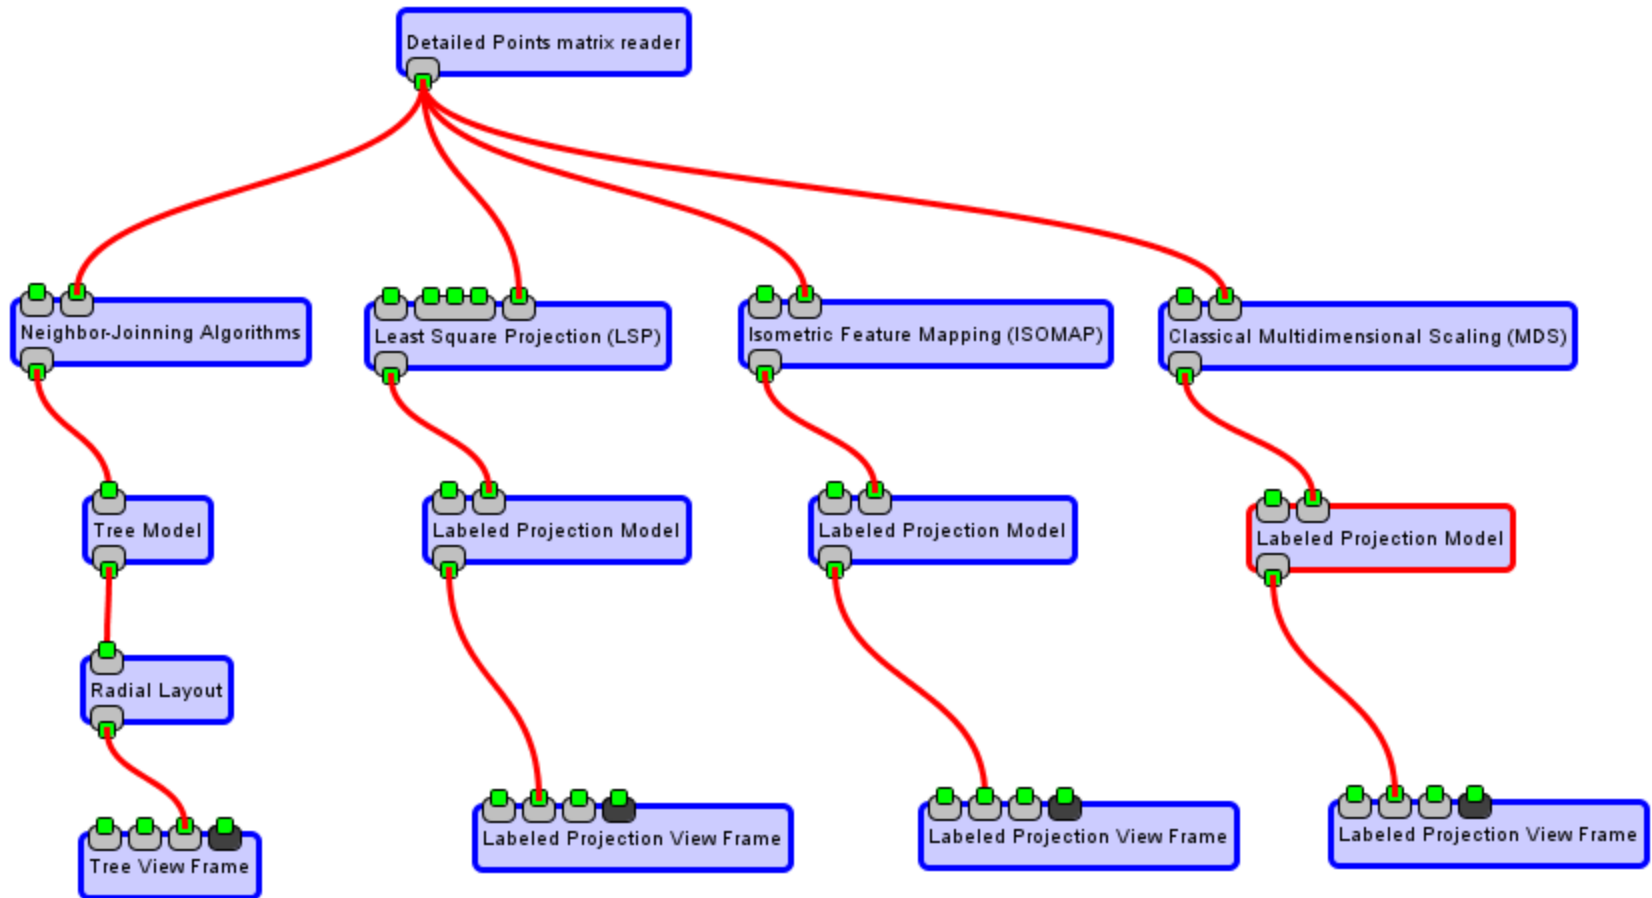 Detailed Points matrix reader
Neighbor-Joinning Algorithms
Least Square Projection (LSP)
Isometric Feature Mapping (ISOMAP)
Classical Multidimensional Scaling (MDS)
Tree Model
Labeled Projection Model
Labeled Projection Model
Labeled Projection Model
Radial Layout
Tree View Frame
Labeled Projection View Frame
Labeled Projection View Frame
Labeled Projection View Frame